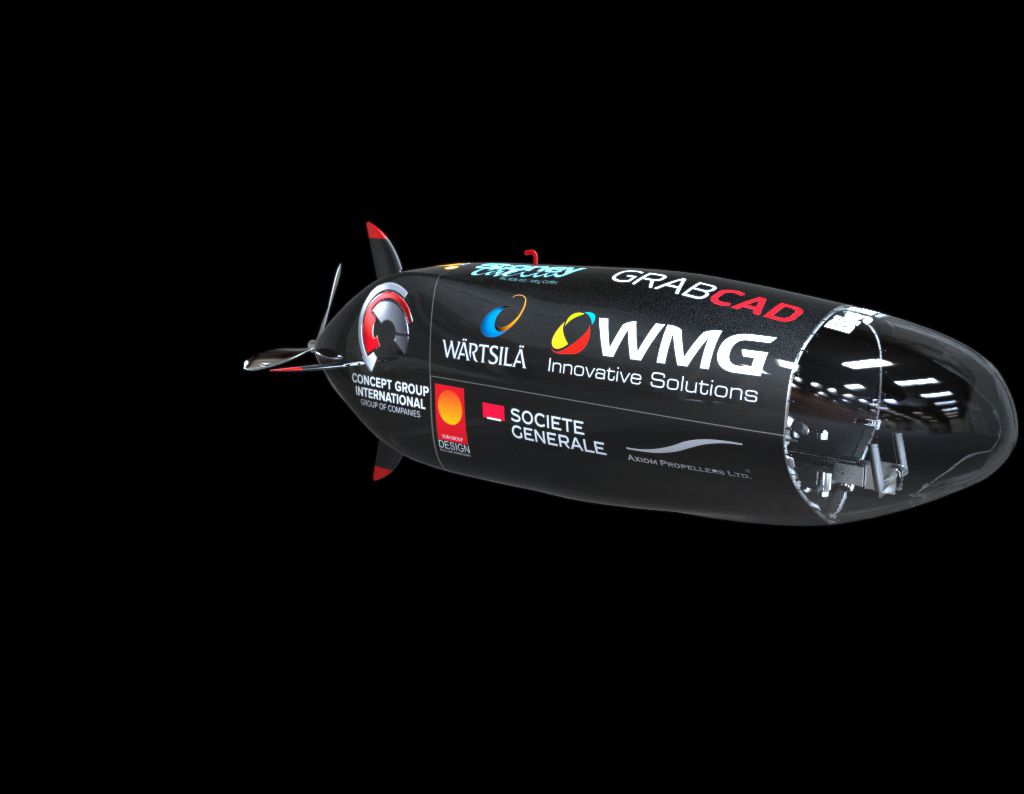 GRABCAD
WÄRTSILÄ
WMG
Innovative Solutions
CONCEPT GROUP
INTERNATIONAL
GROUP OF COMPANIES
DESIGN
SOCIETE
GENERALE
AXIOM PROPELLERS LTD.